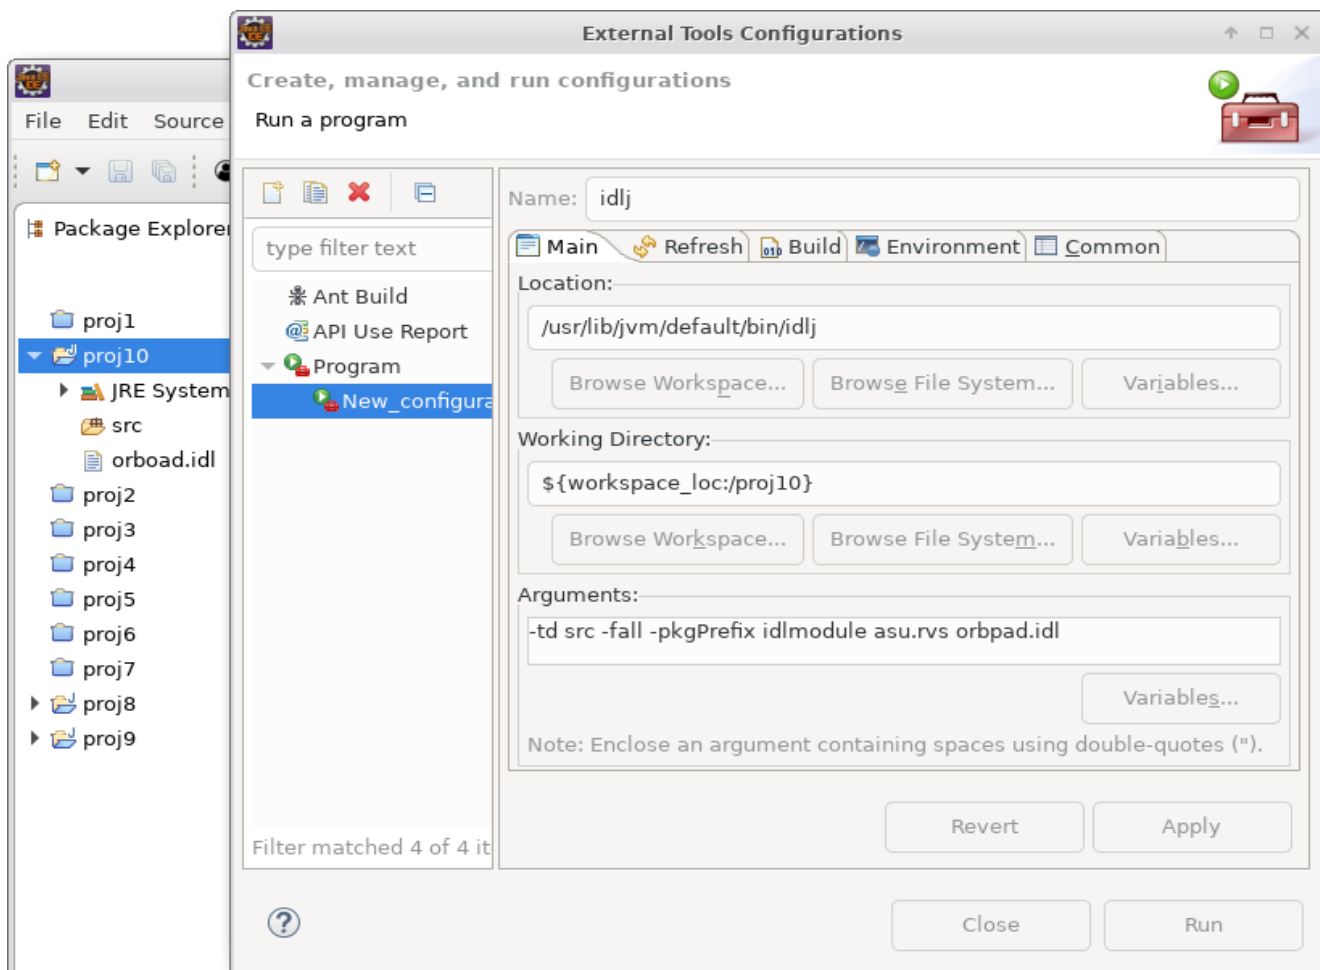 External Tools Configurations
Create, manage, and run configurations
Run a program
File Edit Source
Package Explorer
proj1
proj10
JRE System
src
orboad.idl
proj2
proj3
proj4
proj5
proj6
proj7
proj8
proj9
type filter text
Ant Build
API Use Report
Program
New_configura
Filter matched 4 of 4 it
Name: idlj
Main Refresh Build Environment Common
Location:
/usr/lib/jvm/default/bin/idlj
Browse Workspace... Browse File System... Variables...
Working Directory:
${workspace_loc:/proj10}
Browse Workspace... Browse File System... Variables...
Arguments:
-td src -fall -pkgPrefix idlmodule asu.rvs orbpad.idl
Variables...
Note: Enclose an argument containing spaces using double-quotes (").
Revert Apply
Close Run